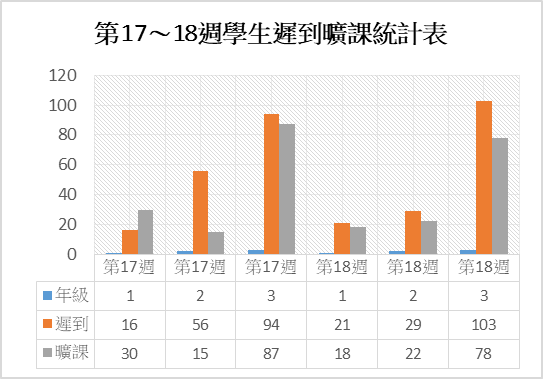 第17～18週學生遲到曠課統計表
120
100
80
60
40
20
0
第17週 第17週 第17週 第18週 第18週 第18週
年級 1 2 3 1 2 3
遲到 16 56 94 21 29 103
曠課 30 15 87 18 22 78